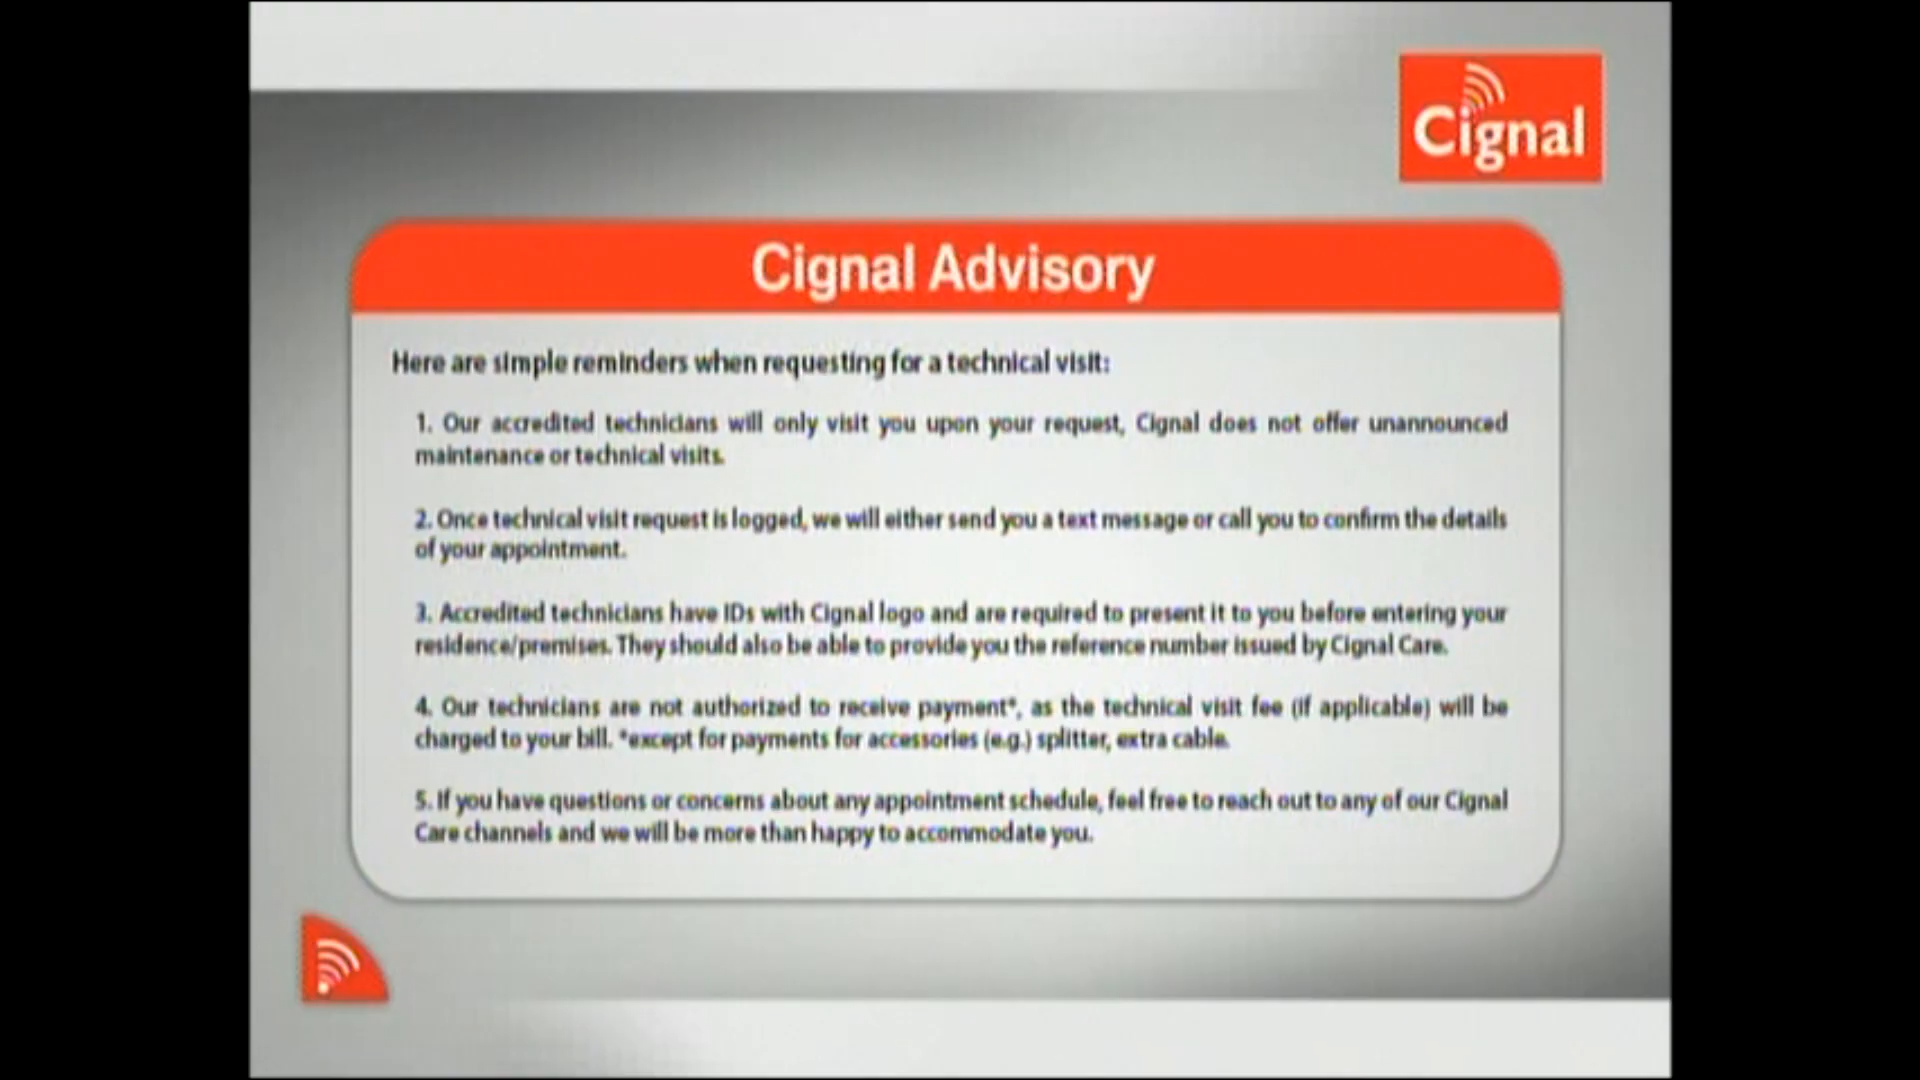 Cignal
Cignal Advisory
Here are simple reminders when requesting for a technical visit:
1. Our accredited technicians will only visit you upon your request, Cignal does not offer unannounced
maintenance or technical visits.
2. Once technical visit request is logged, we will either send you a text message or call you to confirm the details
of your appointment.
3. Accredited technicians have IDs with Cignal logo and are required to present it to you before entering your
residence/premises. They should also be able to provide you the reference number issued by Cignal Care.
4. Our technicians are not authorized to receive payment*, as the technical visit fee (if applicable) will be
charged to your bill. *except for payments for accessories (e.g.) splitter, extra cable.
5. If you have questions or concerns about any appointment schedule, feel free to reach out to any of our Cignal
Care channels and we will be more than happy to accommodate you.